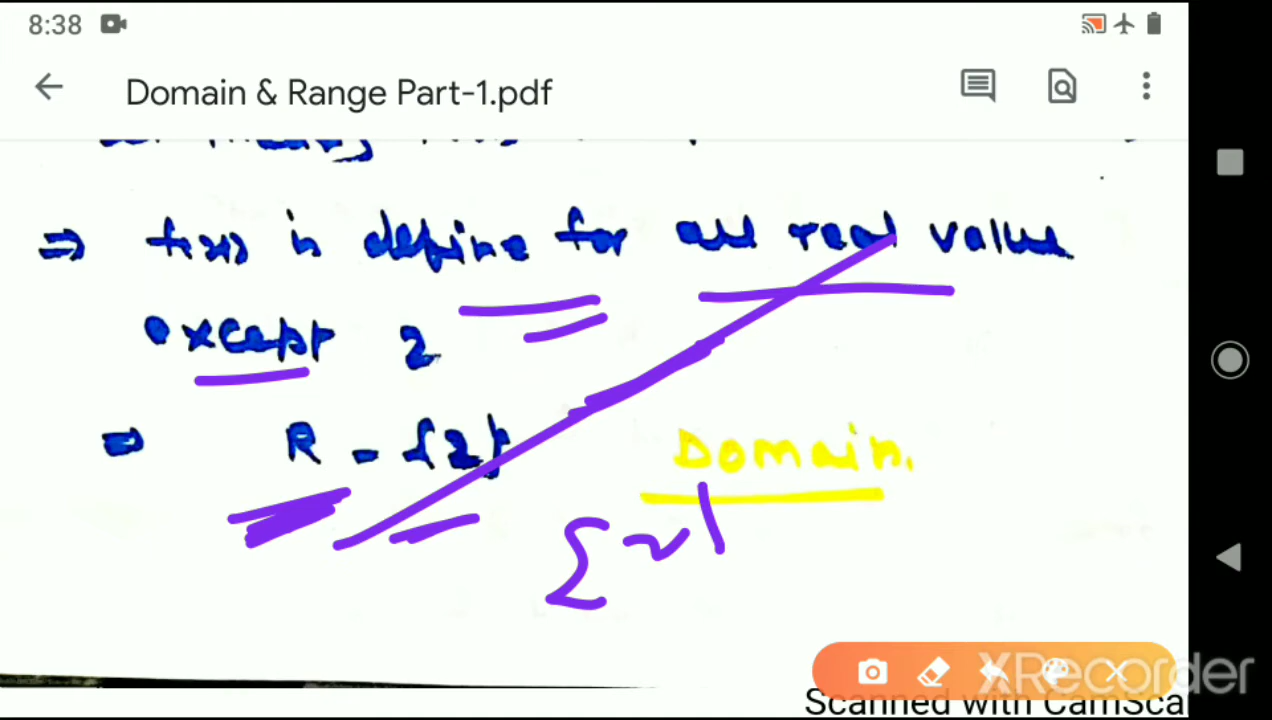 8:38
Domain & Range Part-1.pdf
⇒ f(x) is define for all real value
except 2
⇒ R - {2} Domain.
XRecorder
Scanned with CamSca